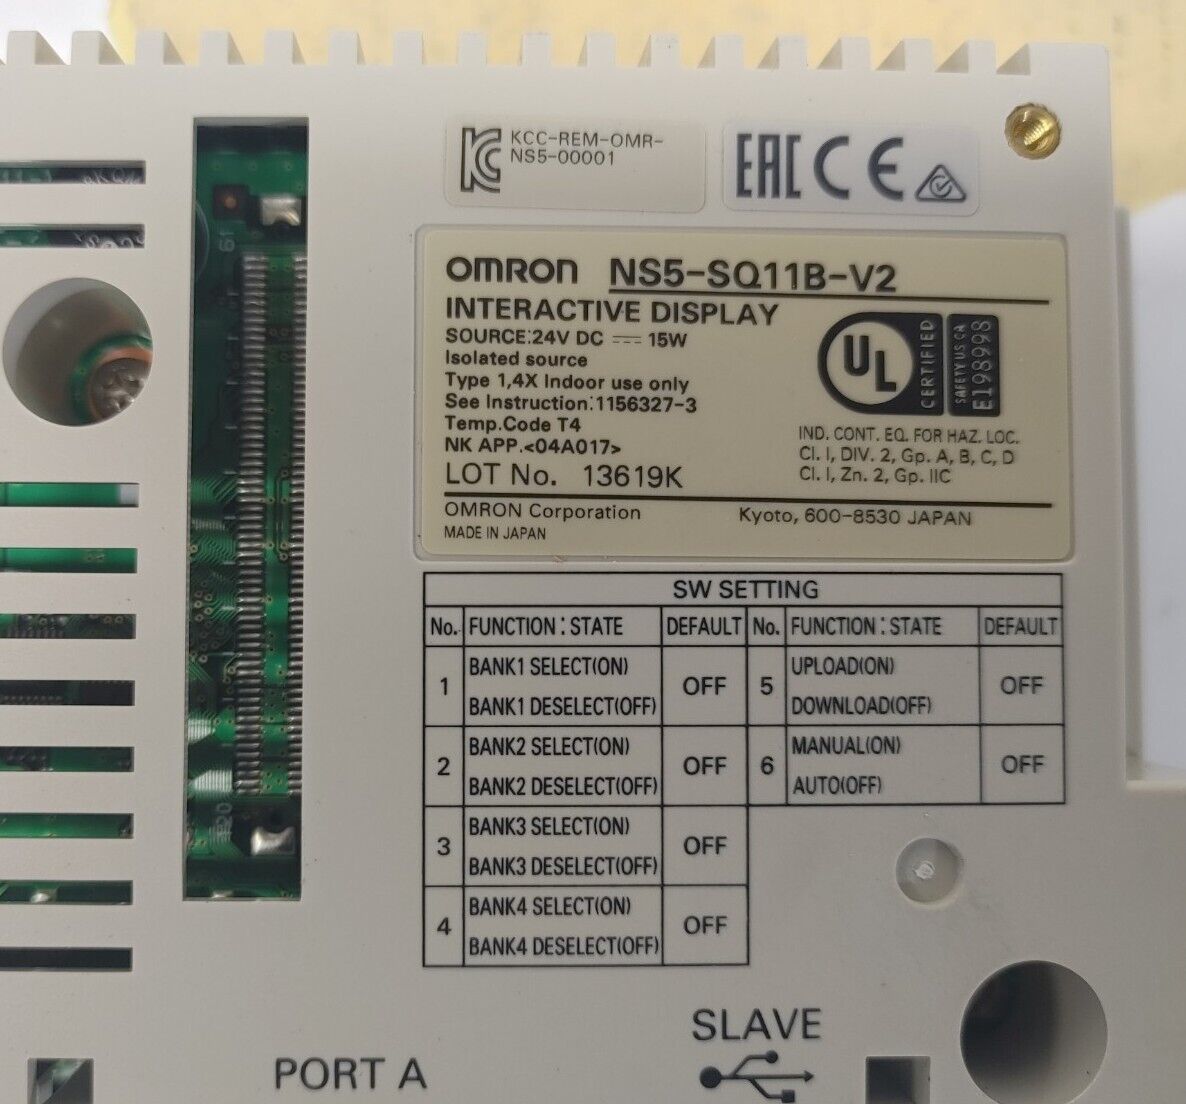 KCC-REM-OMR-
NS5-00001
EAC CE
OMRON NS5-SQ11B-V2
INTERACTIVE DISPLAY
SOURCE:24V DC ⎓ 15W
Isolated source
Type 1,4X Indoor use only
See Instruction:1156327-3
Temp.Code T4
NK APP.<04A017>
LOT No. 13619K
UL
CERTIFIED
SAFETY US CA
E198998
IND. CONT. EQ. FOR HAZ. LOC.
Cl. I, DIV. 2, Gp. A, B, C, D
Cl. I, Zn. 2, Gp. IIC
OMRON Corporation Kyoto, 600-8530 JAPAN
MADE IN JAPAN
SW SETTING
No. FUNCTION : STATE DEFAULT No. FUNCTION : STATE DEFAULT
1 BANK1 SELECT(ON) OFF
BANK1 DESELECT(OFF)
5 UPLOAD(ON) OFF
DOWNLOAD(OFF)
2 BANK2 SELECT(ON) OFF
BANK2 DESELECT(OFF)
6 MANUAL(ON) OFF
AUTO(OFF)
3 BANK3 SELECT(ON) OFF
BANK3 DESELECT(OFF)
4 BANK4 SELECT(ON) OFF
BANK4 DESELECT(OFF)
61
120
SLAVE
PORT A